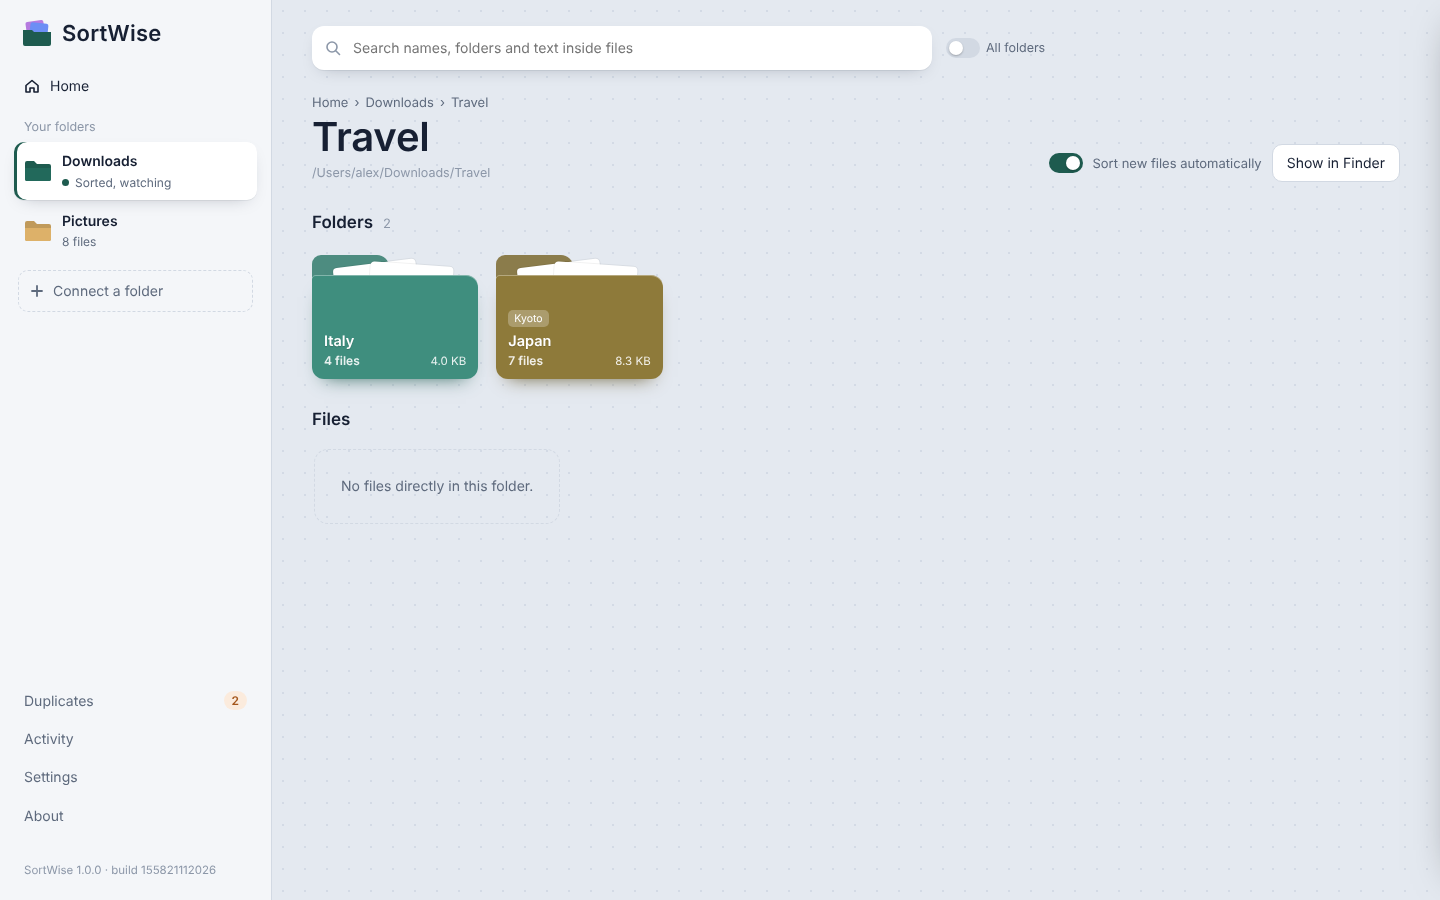 SortWise
Home
Your folders
Downloads
Sorted, watching
Pictures
8 files
Connect a folder
Duplicates 2
Activity
Settings
About
SortWise 1.0.0 · build 155821112026
Search names, folders and text inside files
All folders
Home › Downloads › Travel
Travel
/Users/alex/Downloads/Travel
Sort new files automatically
Show in Finder
Folders 2
Italy
4 files 4.0 KB
Kyoto
Japan
7 files 8.3 KB
Files
No files directly in this folder.